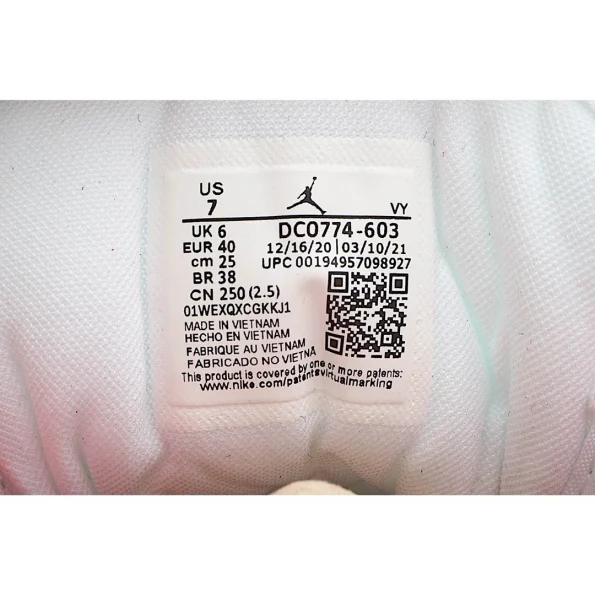 US
7
VY
UK 6
DC0774-603
EUR 40
12/16/20 | 03/10/21
cm 25
UPC 00194957098927
BR 38
CN 250 (2.5)
01WEXQXCGKKJ1
MADE IN VIETNAM
HECHO EN VIETNAM
FABRIQUE AU VIETNAM
FABRICADO NO VIETNA
This product is covered by one or more patents:
www.nike.com/patentsvirtualmarking